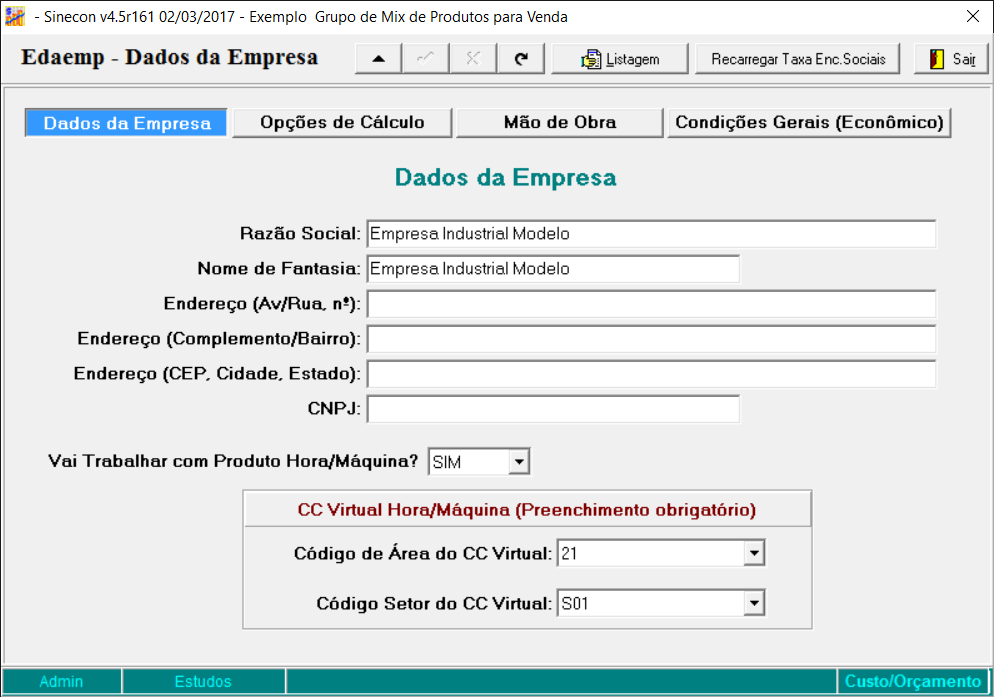 - Sinecon v4.5r161 02/03/2017 - Exemplo  Grupo de Mix de Produtos para Venda
Edaemp - Dados da Empresa
Listagem
Recarregar Taxa Enc.Sociais
Sair
Dados da Empresa
Opções de Cálculo
Mão de Obra
Condições Gerais (Econômico)
Dados da Empresa
Razão Social: Empresa Industrial Modelo
Nome de Fantasia: Empresa Industrial Modelo
Endereço (Av/Rua, nº):
Endereço (Complemento/Bairro):
Endereço (CEP, Cidade, Estado):
CNPJ:
Vai Trabalhar com Produto Hora/Máquina? SIM
CC Virtual Hora/Máquina (Preenchimento obrigatório)
Código de Área do CC Virtual: 21
Código Setor do CC Virtual: S01
Admin
Estudos
Custo/Orçamento